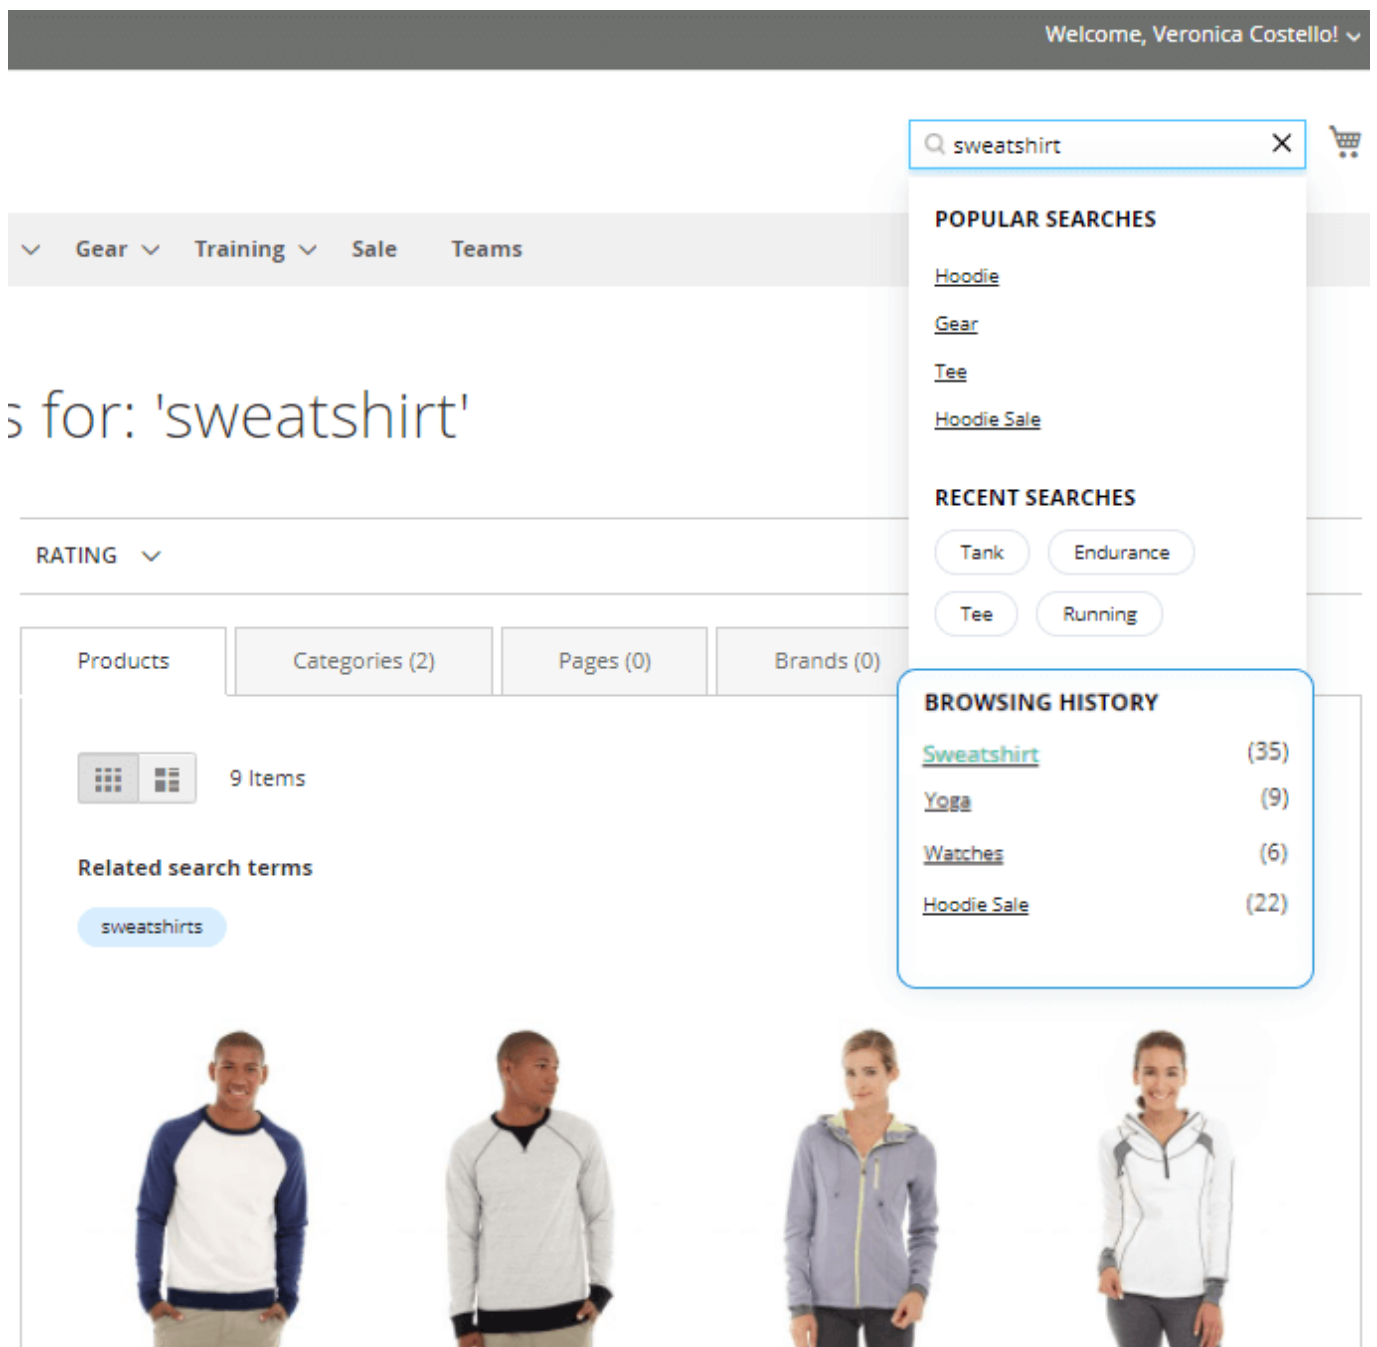 Welcome, Veronica Costello!
sweatshirt
Gear Training Sale Teams
s for: 'sweatshirt'
POPULAR SEARCHES
Hoodie
Gear
Tee
Hoodie Sale
RECENT SEARCHES
Tank Endurance
Tee Running
RATING
Products Categories (2) Pages (0) Brands (0)
BROWSING HISTORY
Sweatshirt (35)
Yoga (9)
Watches (6)
Hoodie Sale (22)
9 Items
Related search terms
sweatshirts